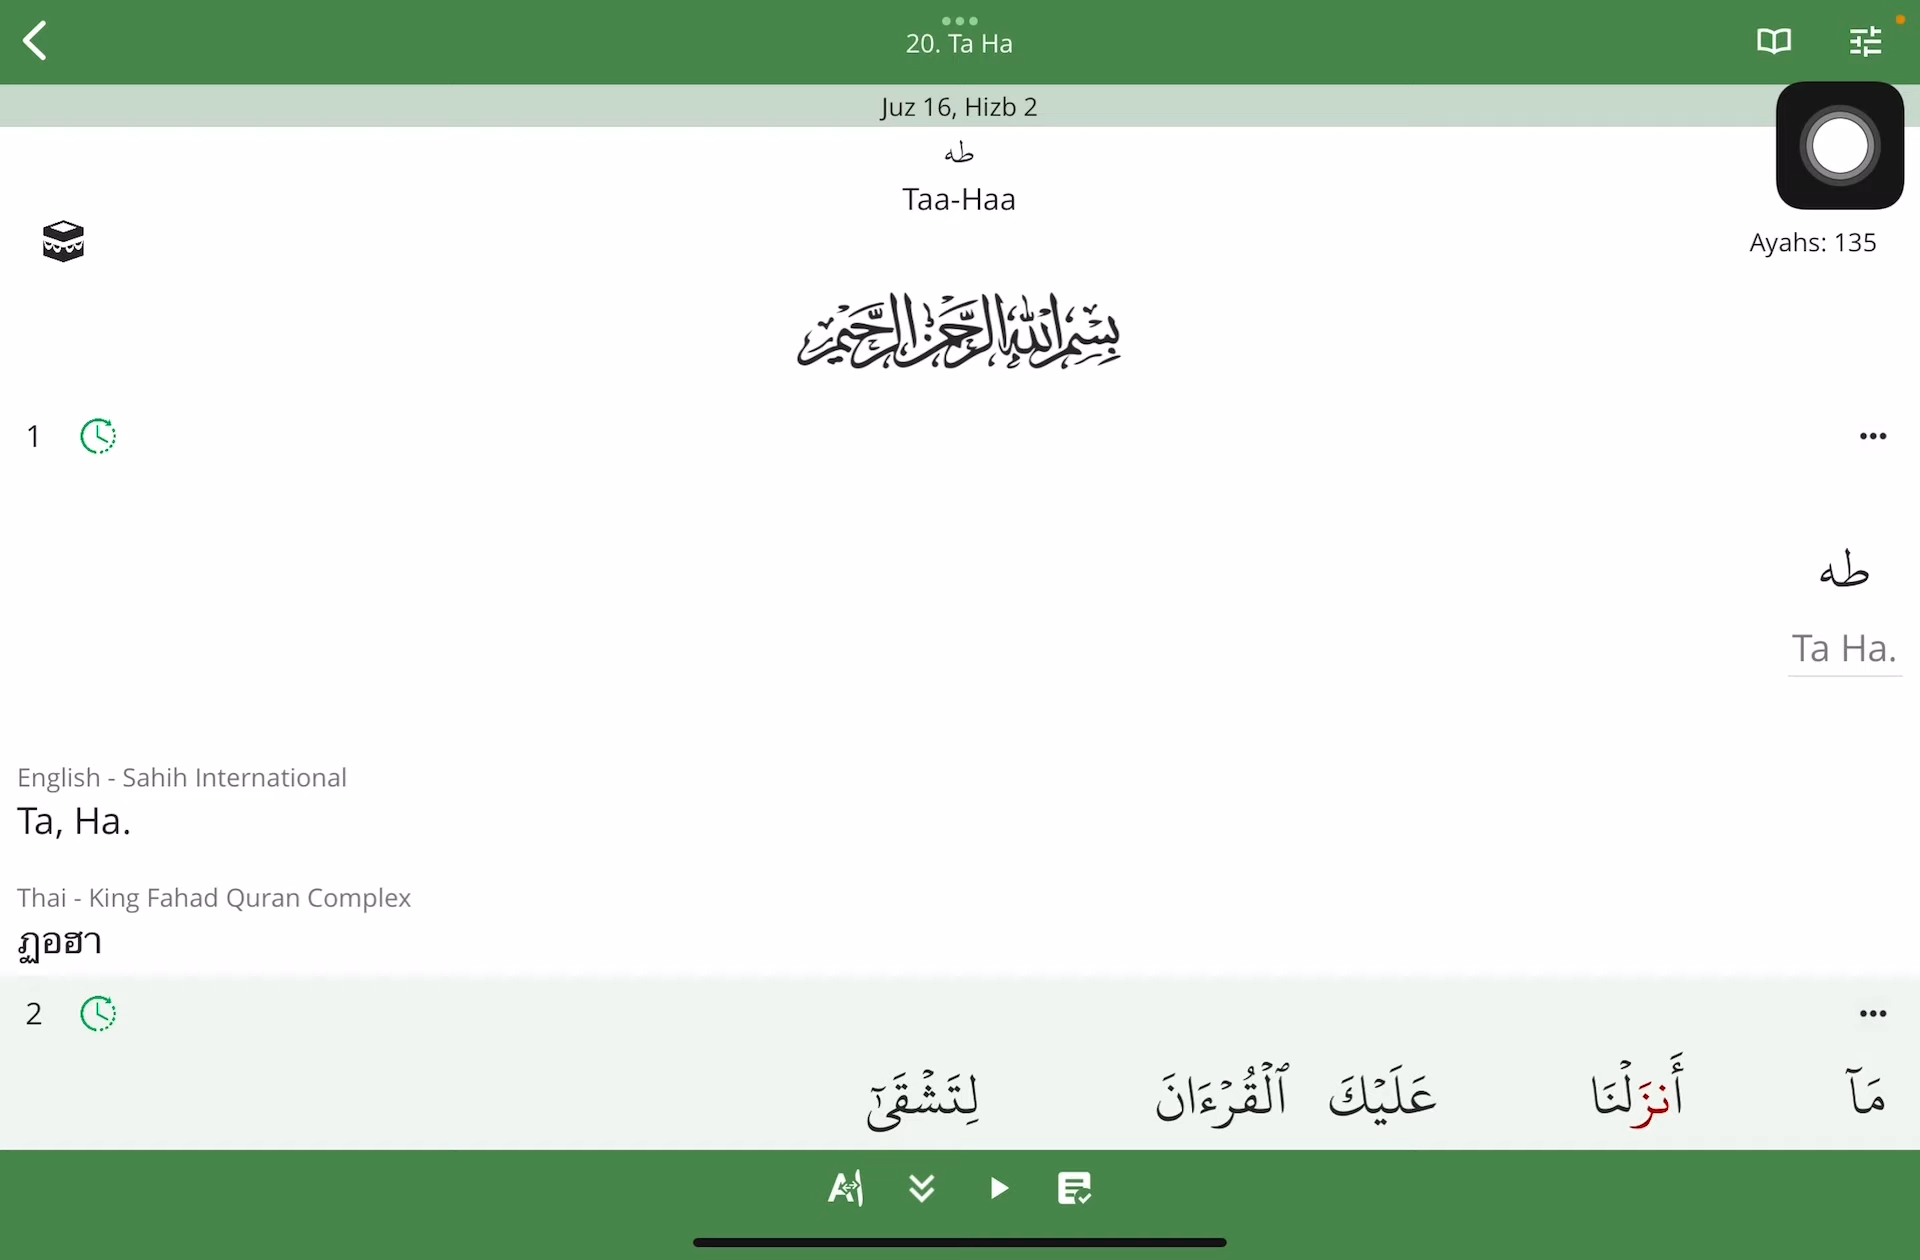 20. Ta Ha
Juz 16, Hizb 2
طه
Taa-Haa
Ayahs: 135
بِسْمِ اللَّهِ الرَّحْمَٰنِ الرَّحِيمِ
1
طه
Ta Ha.
English - Sahih International
Ta, Ha.
Thai - King Fahad Quran Complex
ฏอฮา
2
مَآ أَنزَلْنَا عَلَيْكَ ٱلْقُرْءَانَ لِتَشْقَىٰٓ